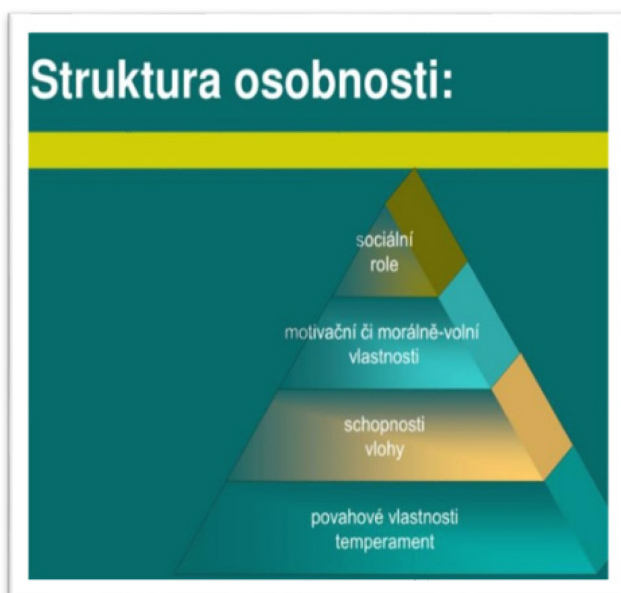 Struktura osobnosti:
sociální
role
motivační či morálně-volní
vlastnosti
schopnosti
vlohy
povahové vlastnosti
temperament